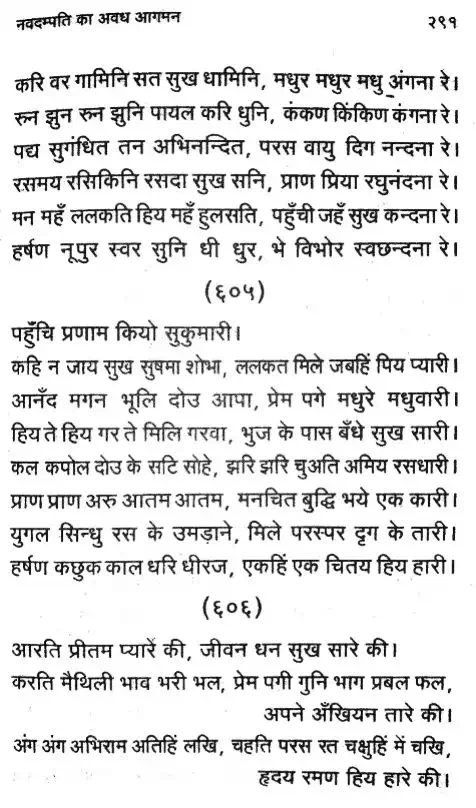 नवदम्पति का अवध आगमन २९१
करि वर गामिनि सत सुख धामिनि, मधुर मधुर मधु अंगना रे।
रुन झुन रुन झुनि पायल करि धुनि, कंकण किंकिण कंगना रे।
पद्म सुगंधित तन अभिनन्दित, परस वायु दिग नन्दना रे।
रसमय रसिकिनि रसदा सुख सनि, प्राण प्रिया रघुनंदना रे।
मन महँ ललकति हिय महँ हुलसति, पहुँची जहँ सुख कन्दना रे।
हर्षण नूपुर स्वर सुनि धी धुर, भे विभोर स्वछन्दना रे।
(६०५)
पहुँचि प्रणाम कियो सुकुमारी।
कहि न जाय सुख सुषमा शोभा, ललकत मिले जबहिं पिय प्यारी।
आनँद मगन भूलि दोउ आपा, प्रेम पगे मधुरे मधुवारी।
हिय ते हिय गर ते मिलि गरवा, भुज के पास बँधे सुख सारी।
कल कपोल दोउ के सटि सोहे, झरि झरि चुअति अमिय रसधारी।
प्राण प्राण अरु आतम आतम, मनचित बुद्धि भये एक कारी।
युगल सिन्धु रस के उमड़ाने, मिले परस्पर दृग के तारी।
हर्षण कछुक काल धरि धीरज, एकहिं एक चितय हिय हारी।
(६०६)
आरति प्रीतम प्यारें की, जीवन धन सुख सारे की।
करति मैथिली भाव भरी भल, प्रेम पगी गुनि भाग प्रबल फल,
अपने अँखियन तारे की।
अंग अंग अभिराम अतिहिं लखि, चहति परस रत चक्षुहिं में चखि,
हृदय रमण हिय हारे की।